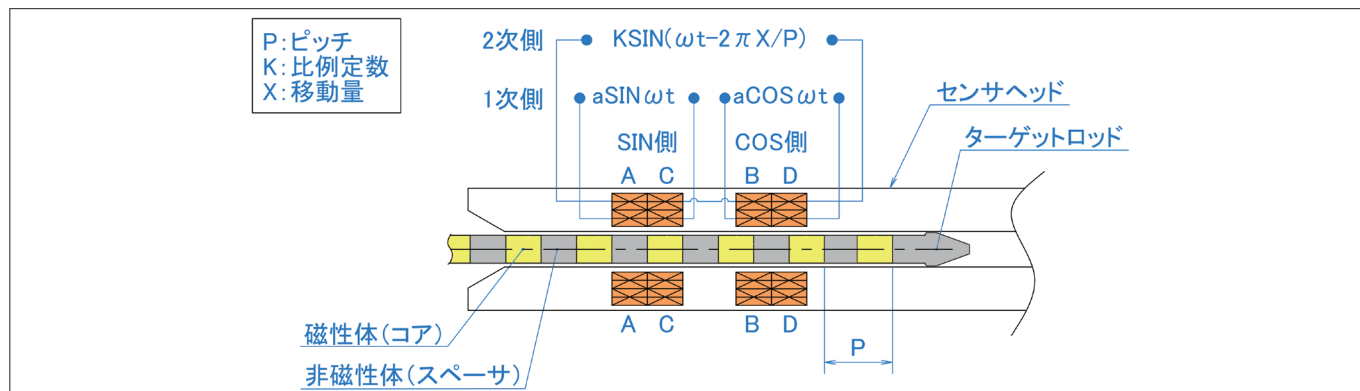 P:ピッチ
K:比例定数
X:移動量
2次側
KSIN(ωt-2πX/P)
1次側
aSINωt
aCOSωt
センサヘッド
SIN側
COS側
ターゲットロッド
A C
B D
A C
B D
磁性体(コア)
P
非磁性体(スペーサ)